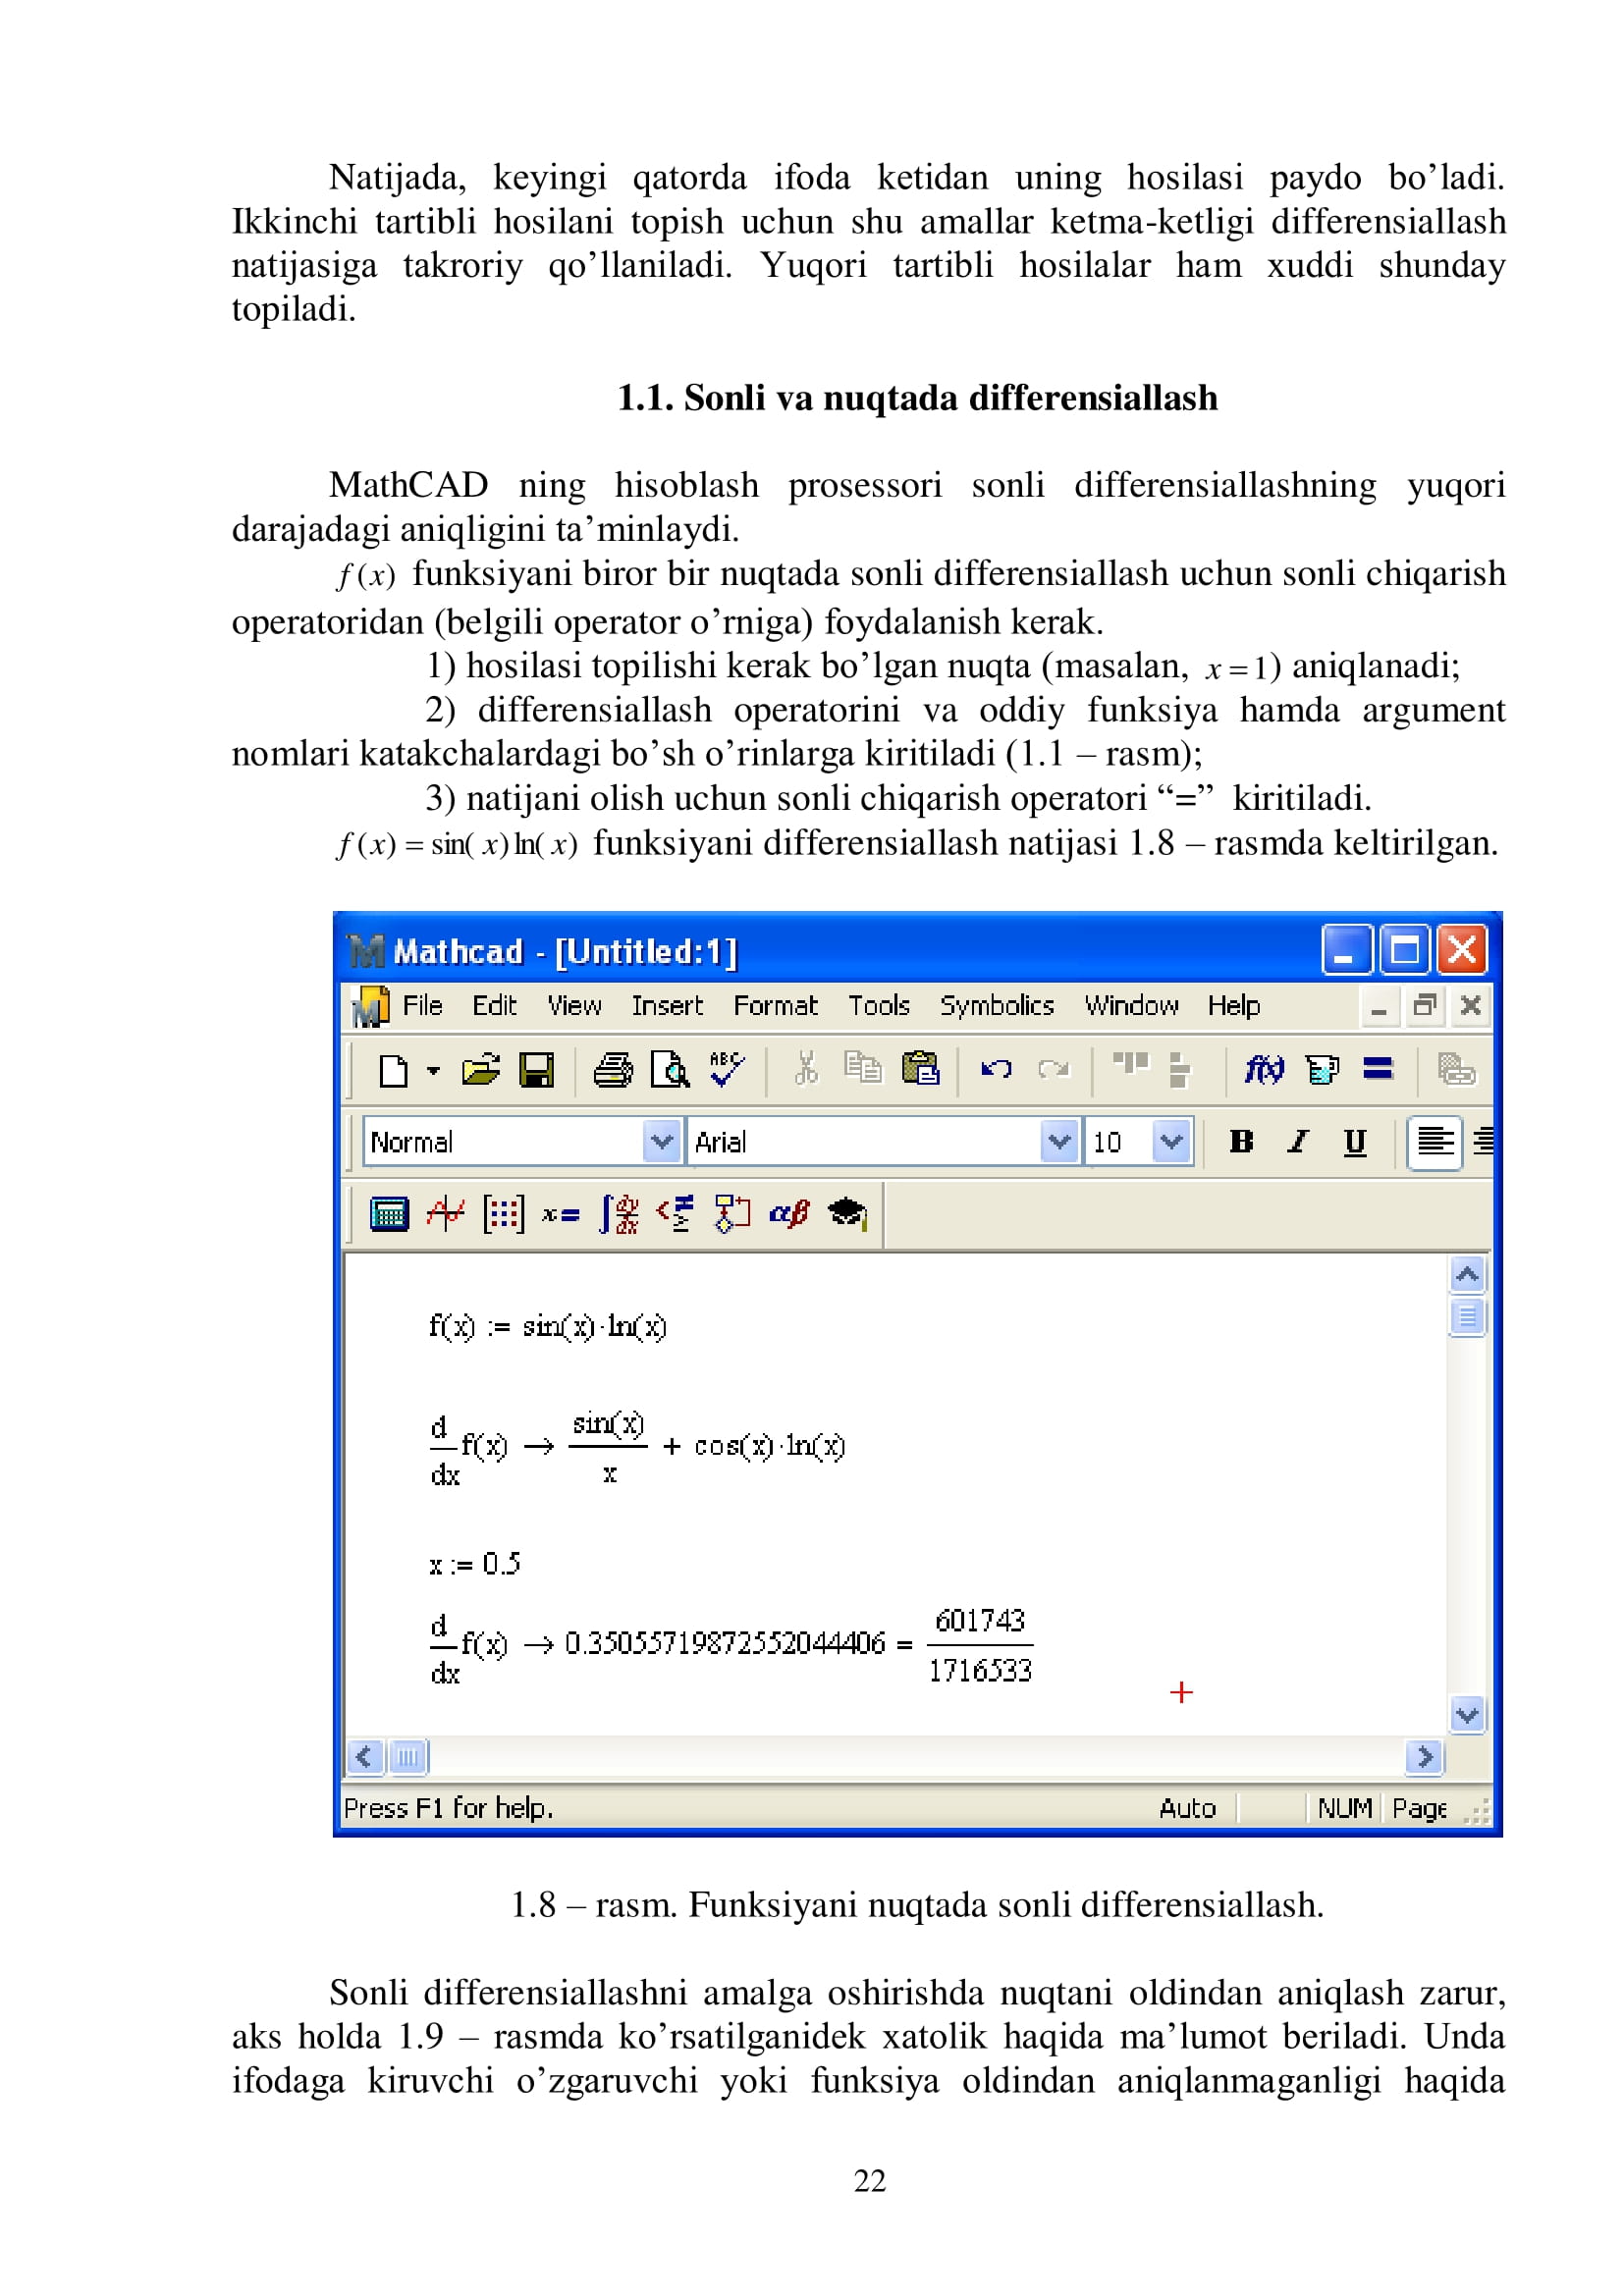 Natijada, keyingi qatorda ifoda ketidan uning hosilasi paydo bo’ladi.
Ikkinchi tartibli hosilani topish uchun shu amallar ketma-ketligi differensiallash
natijasiga takroriy qo’llaniladi. Yuqori tartibli hosilalar ham xuddi shunday
topiladi.
1.1. Sonli va nuqtada differensiallash
MathCAD ning hisoblash prosessori sonli differensiallashning yuqori
darajadagi aniqligini ta’minlaydi.
f (x) funksiyani biror bir nuqtada sonli differensiallash uchun sonli chiqarish
operatoridan (belgili operator o’rniga) foydalanish kerak.
1) hosilasi topilishi kerak bo’lgan nuqta (masalan, x = 1) aniqlanadi;
2) differensiallash operatorini va oddiy funksiya hamda argument
nomlari katakchalardagi bo’sh o’rinlarga kiritiladi (1.1 – rasm);
3) natijani olish uchun sonli chiqarish operatori “=” kiritiladi.
f (x) = sin( x) ln( x) funksiyani differensiallash natijasi 1.8 – rasmda keltirilgan.
Mathcad - [Untitled:1]
File Edit View Insert Format Tools Symbolics Window Help
ABC f(x)
Normal Arial 10 B I U
x= ∫ dy/dx <≠≥ αβ
f(x) := sin(x)·ln(x)
d/dx f(x) → sin(x)/x + cos(x)·ln(x)
x := 0.5
d/dx f(x) → 0.35055719872552044406 = 601743/1716533
Press F1 for help. Auto NUM Page
1.8 – rasm. Funksiyani nuqtada sonli differensiallash.
Sonli differensiallashni amalga oshirishda nuqtani oldindan aniqlash zarur,
aks holda 1.9 – rasmda ko’rsatilganidek xatolik haqida ma’lumot beriladi. Unda
ifodaga kiruvchi o’zgaruvchi yoki funksiya oldindan aniqlanmaganligi haqida
22